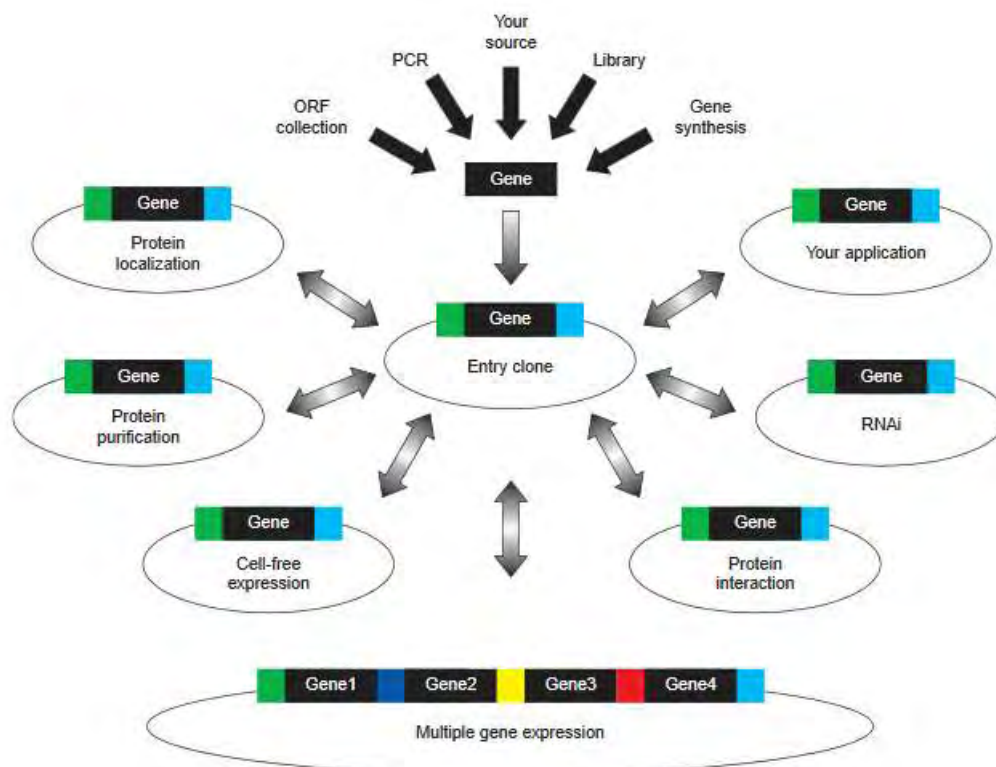 Your
source
PCR
Library
ORF
collection
Gene
synthesis
Gene
Gene
Protein
localization
Gene
Your application
Gene
Entry clone
Gene
Protein
purification
Gene
RNAi
Gene
Cell-free
expression
Gene
Protein
interaction
Gene1 Gene2 Gene3 Gene4
Multiple gene expression